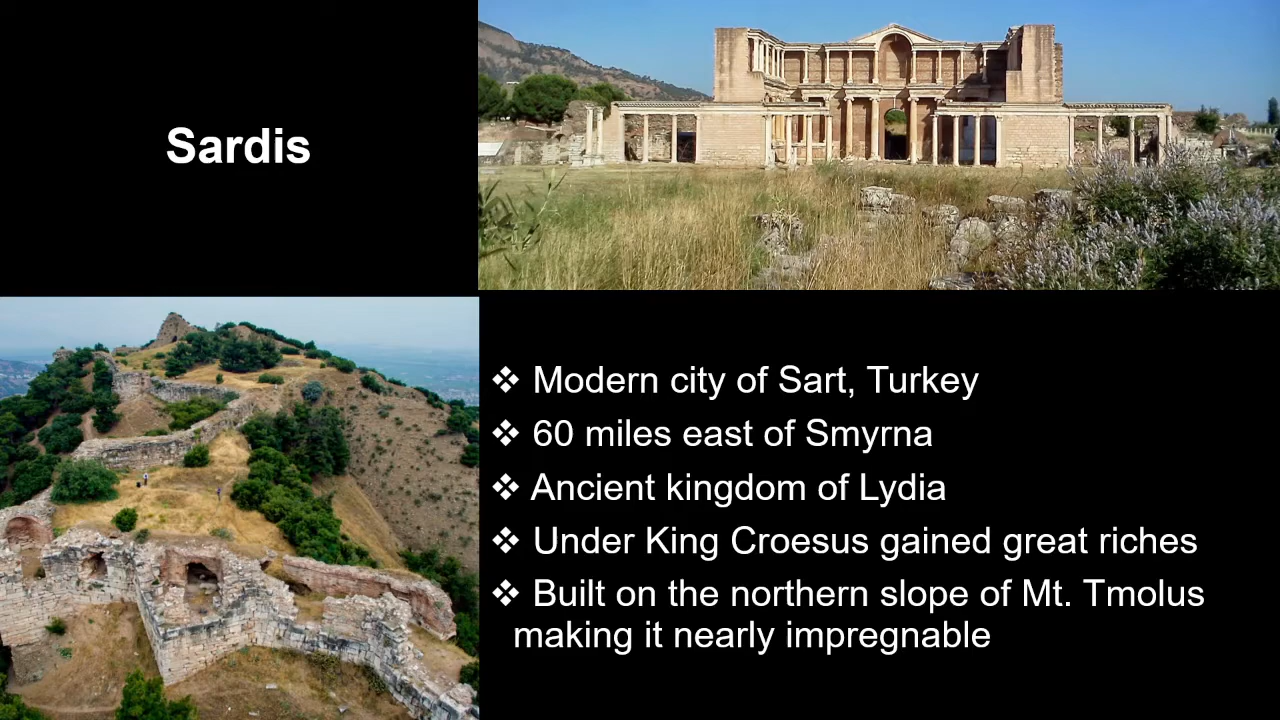 Sardis
❖ Modern city of Sart, Turkey
❖ 60 miles east of Smyrna
❖ Ancient kingdom of Lydia
❖ Under King Croesus gained great riches
❖ Built on the northern slope of Mt. Tmolus
making it nearly impregnable